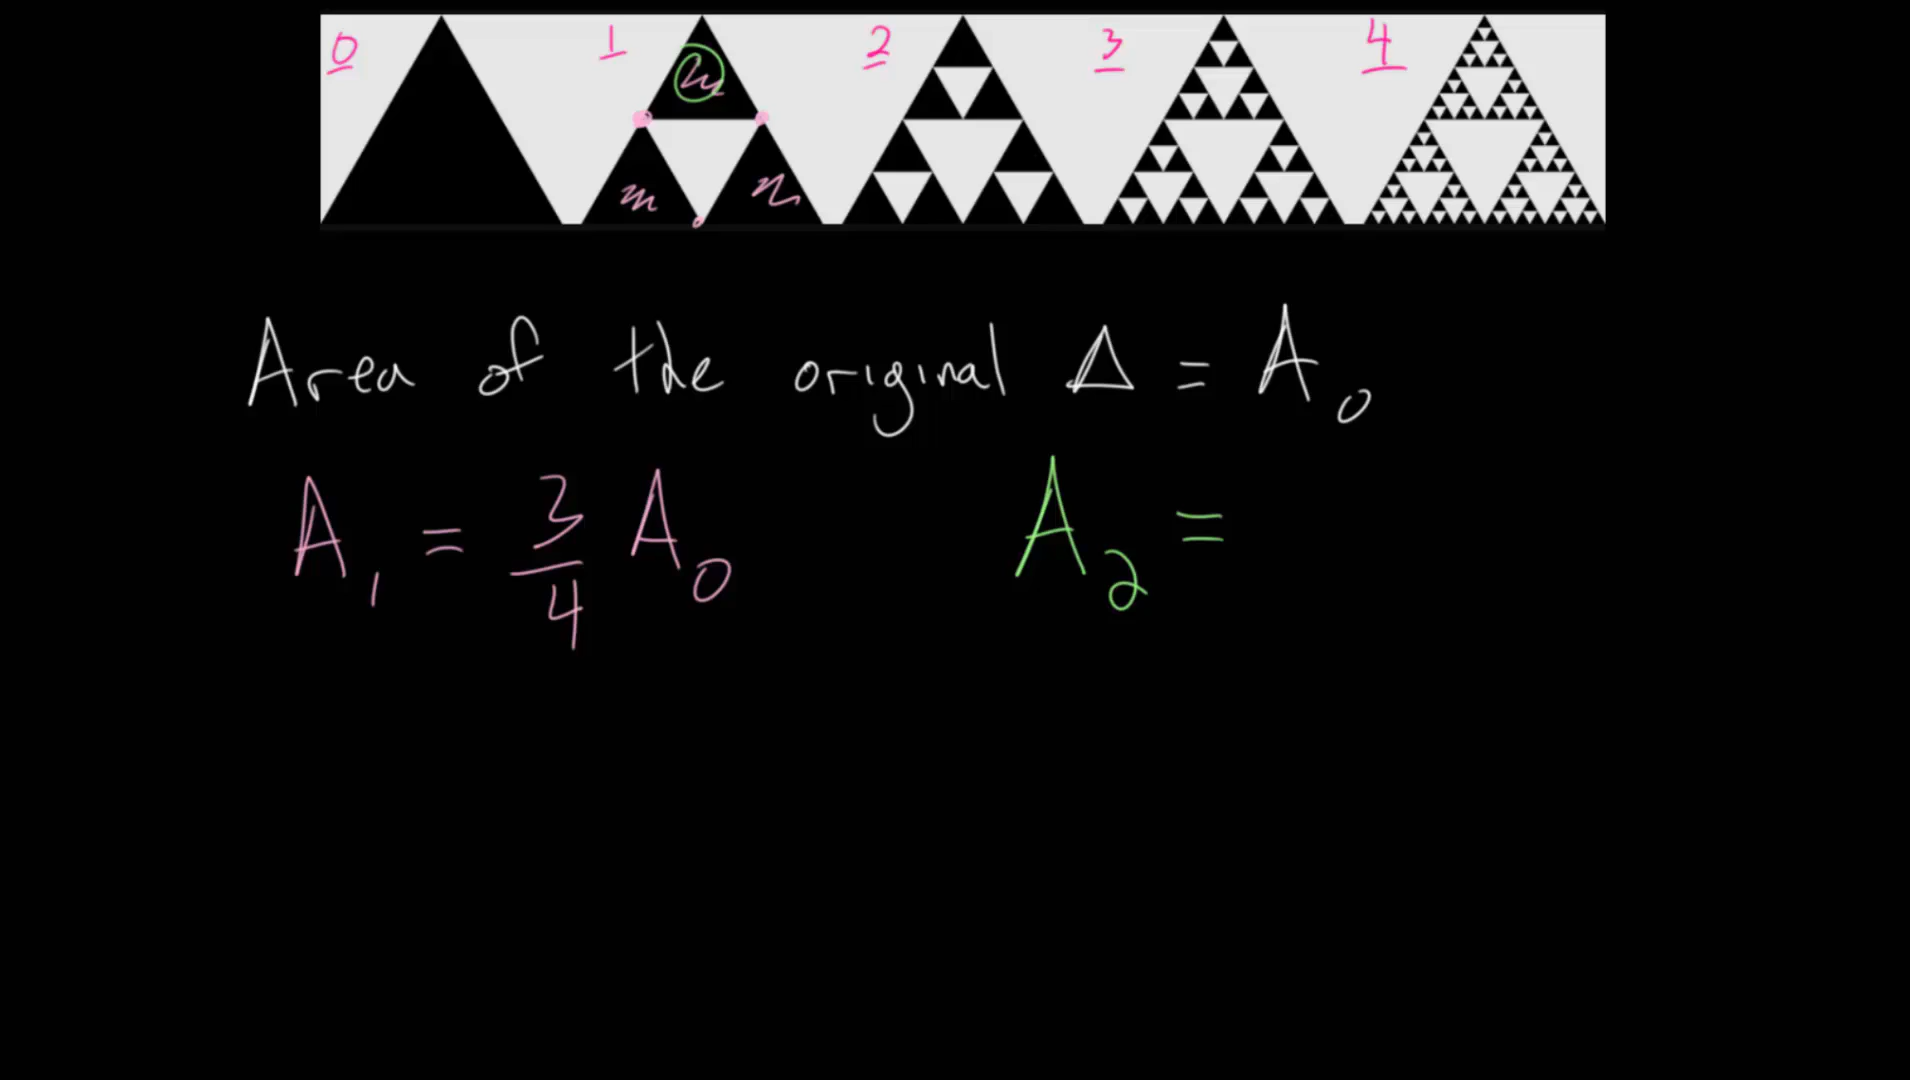 0 1 2 3 4
Area of the original Δ = A₀
A₁ = 3/4 A₀
A₂ =